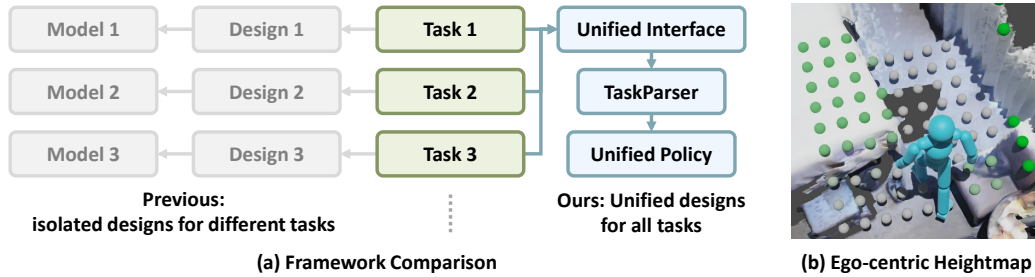 Model 1
Design 1
Task 1
Unified Interface
Model 2
Design 2
Task 2
TaskParser
Model 3
Design 3
Task 3
Unified Policy
Previous:
isolated designs for different tasks
Ours: Unified designs
for all tasks
(a) Framework Comparison
(b) Ego-centric Heightmap